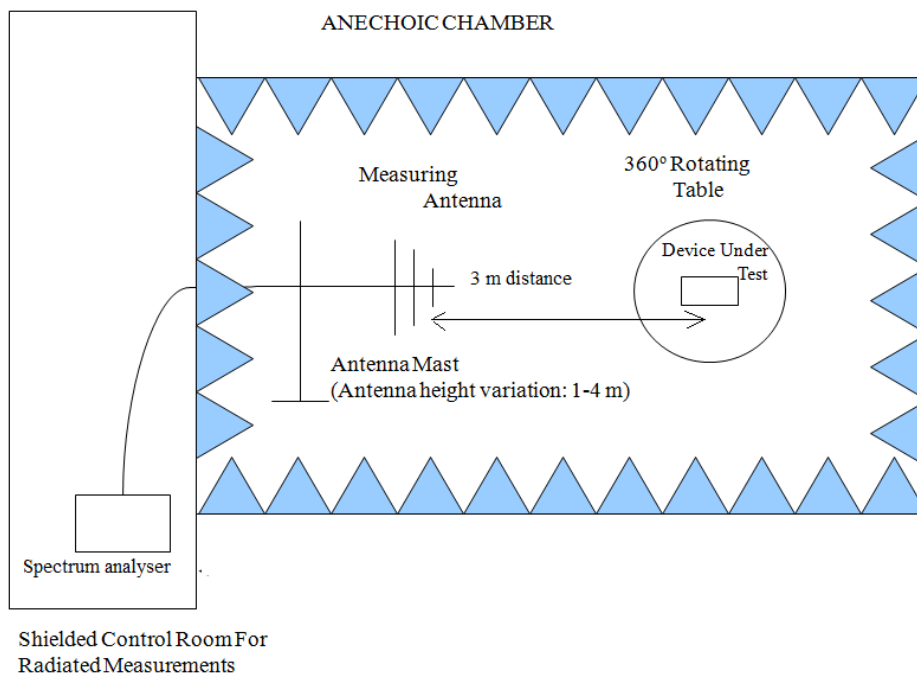 ANECHOIC CHAMBER
Measuring
Antenna
360º Rotating
Table
Device Under
Test
3 m distance
Antenna Mast
(Antenna height variation: 1-4 m)
Spectrum analyser
Shielded Control Room For
Radiated Measurements